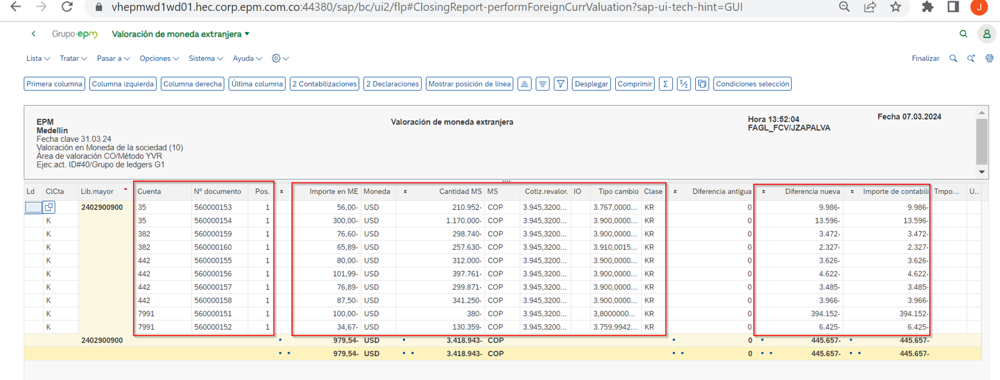 vhepmwd1wd01.hec.corp.epm.com.co:44380/sap/bc/ui2/flp#ClosingReport-performForeignCurrValuation?sap-ui-tech-hint=GUI
J
Grupo·epm Valoración de moneda extranjera
Lista Tratar Pasar a Opciones Sistema Ayuda Finalizar
Primera columna Columna izquierda Columna derecha Última columna 2 Contabilizaciones 2 Declaraciones Mostrar posición de línea Desplegar Comprimir Σ Condiciones selección
EPM Valoración de moneda extranjera Hora 13:52:04 Fecha 07.03.2024
Medellín FAGL_FCV/JZAPALVA
Fecha clave 31.03.24
Valoración en Moneda de la sociedad (10)
Área de valoración CO/Método YVR
Ejec.act. ID#40/Grupo de ledgers G1
Ld ClCta Lib.mayor Cuenta Nº documento Pos. Importe en ME Moneda Cantidad MS MS Cotiz.revalor. IO Tipo cambio Clase Diferencia antigua Diferencia nueva Importe de contabili Tmpo... U..
2402900900 35 560000153 1 56,00- USD 210.952- COP 3.945,3200... 3.767,0000... KR 0 9.986- 9.986-
K 35 560000154 1 300,00- USD 1.170.000- COP 3.945,3200... 3.900,0000... KR 0 13.596- 13.596-
K 382 560000159 1 76,60- USD 298.740- COP 3.945,3200... 3.900,0000... KR 0 3.472- 3.472-
K 382 560000160 1 65,89- USD 257.630- COP 3.945,3200... 3.910,0015... KR 0 2.327- 2.327-
K 442 560000155 1 80,00- USD 312.000- COP 3.945,3200... 3.900,0000... KR 0 3.626- 3.626-
K 442 560000156 1 101,99- USD 397.761- COP 3.945,3200... 3.900,0000... KR 0 4.622- 4.622-
K 442 560000157 1 76,89- USD 299.871- COP 3.945,3200... 3.900,0000... KR 0 3.485- 3.485-
K 442 560000158 1 87,50- USD 341.250- COP 3.945,3200... 3.900,0000... KR 0 3.966- 3.966-
K 7991 560000151 1 100,00- USD 380- COP 3.945,3200... 3,8000000... KR 0 394.152- 394.152-
K 7991 560000152 1 34,67- USD 130.359- COP 3.945,3200... 3.759,9942... KR 0 6.425- 6.425-
2402900900 979,54- USD 3.418.943- COP 0 445.657- 445.657-
979,54- USD 3.418.943- COP 0 445.657- 445.657-